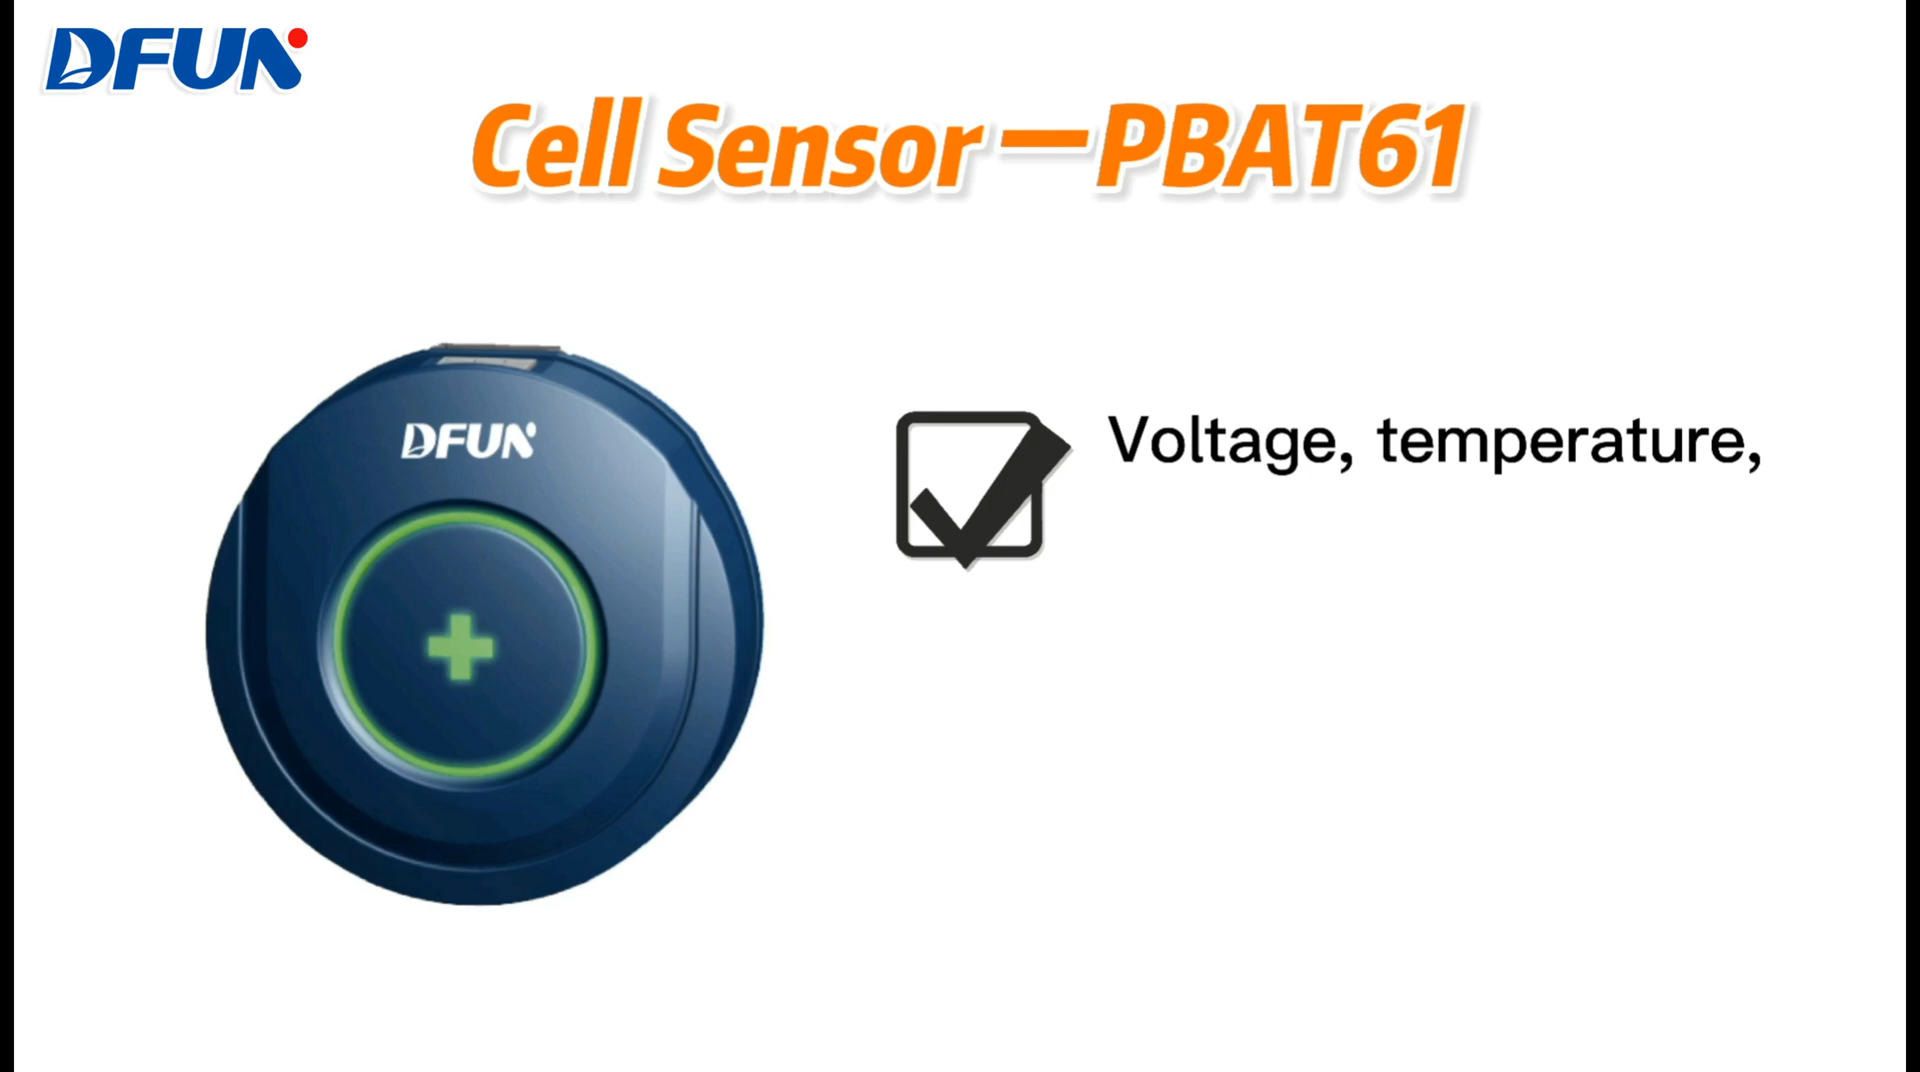 DFUN
Cell Sensor—PBAT61
DFUN
Voltage, temperature,